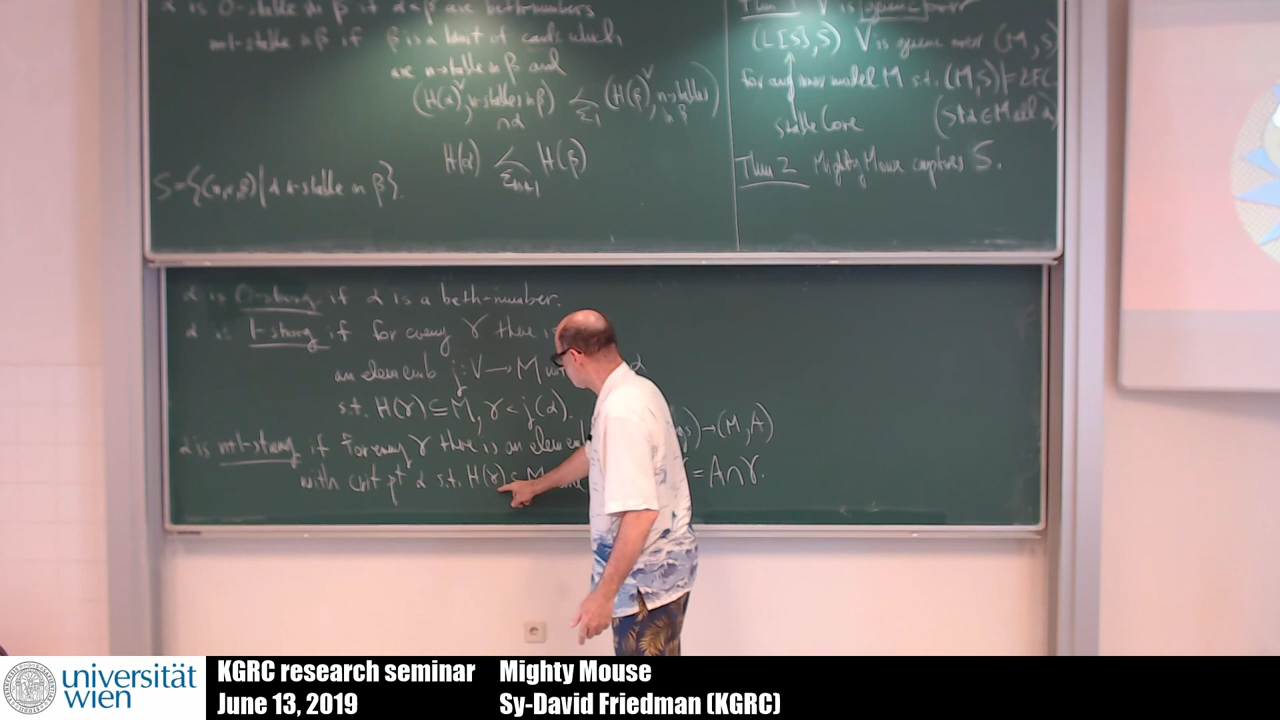 α is 0-stable in β if α<β are beth-numbers
n+1-stable in β if β is a limit of cards which
are n-stable in β and
(H(α)^V, n-stables in β) ≺_Σ₁ (H(β)^V, n-stables
∩α in β)
H(α) ≺_Σₙ₊₁ H(β)
S={(α,n,β)| α n-stable in β}.
Thm 1 V is generic over
(L[S],S) V is generic over (M,S)
for any inner model M s.t. (M,S)⊨ZFC
stable Core (S∩α∈M all α)
Thm 2 Mighty Mouse captures S.
α is 0-strong if α is a beth-number.
α is 1-strong if for every γ there is
an elem emb j: V → M
s.t. H(γ)⊆M, γ<j(α).
α is n+1-strong if for every γ there is an elem emb →(M,A)
with crit pt α s.t. H(γ)⊆M = A∩γ.
universität
wien
KGRC research seminar
June 13, 2019
Mighty Mouse
Sy-David Friedman (KGRC)